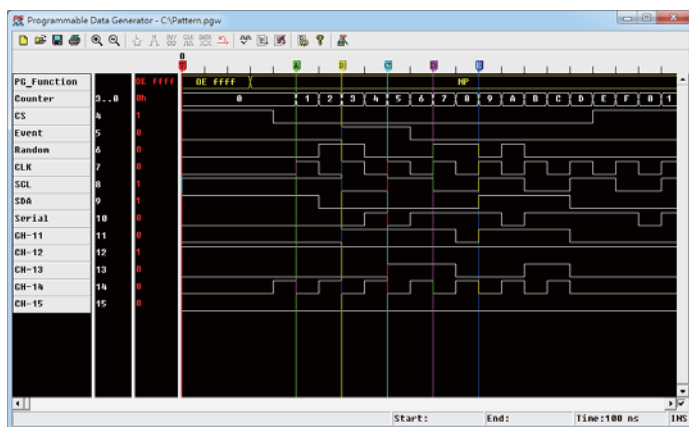 Programmable Data Generator - C:\Pattern.pgw
0
T A B C D E
PG_Function OE ffff OE ffff NP
Counter 3..0 0h 0 1 2 3 4 5 6 7 8 9 A B C D E F 0 1
CS 4 1
Event 5 0
Random 6 0
CLK 7 0
SCL 8 1
SDA 9 1
Serial 10 0
CH-11 11 0
CH-12 12 1
CH-13 13 0
CH-14 14 0
CH-15 15 0
Start: End: Time:100 ns INS